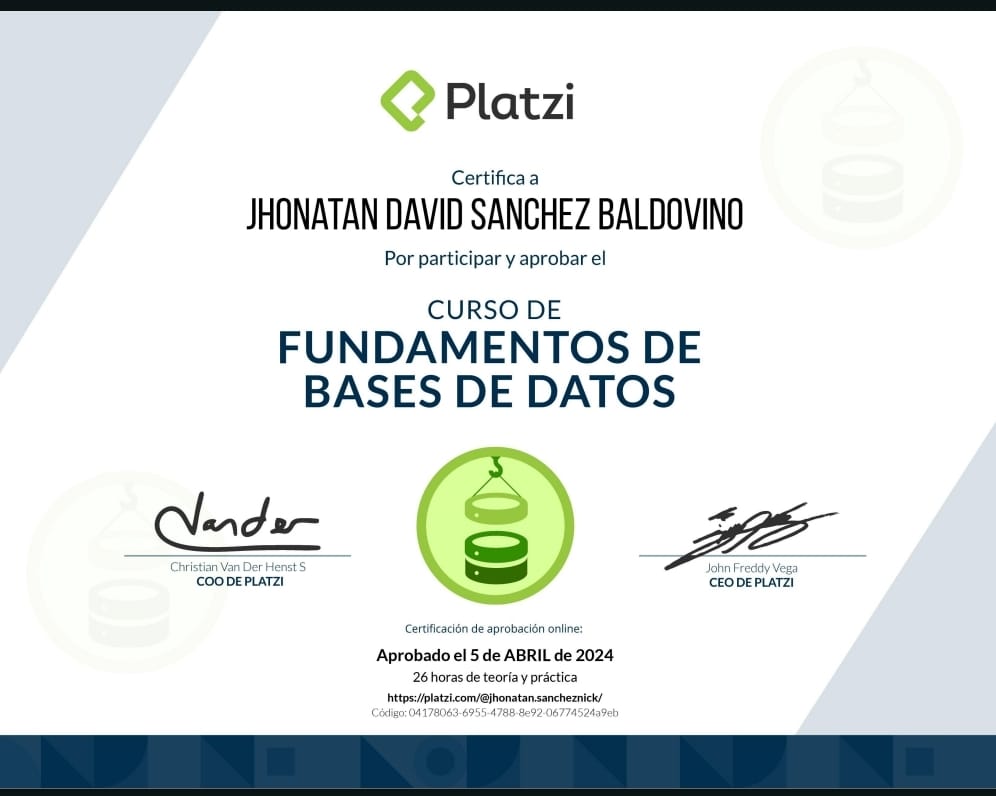 Platzi
Certifica a
JHONATAN DAVID SANCHEZ BALDOVINO
Por participar y aprobar el
CURSO DE
FUNDAMENTOS DE
BASES DE DATOS
Vander
Christian Van Der Henst S
COO DE PLATZI
John Freddy Vega
CEO DE PLATZI
Certificación de aprobación online:
Aprobado el 5 de ABRIL de 2024
26 horas de teoría y práctica
https://platzi.com/@jhonatan.sancheznick/
Código: 04178063-6955-4788-8e92-06774524a9eb